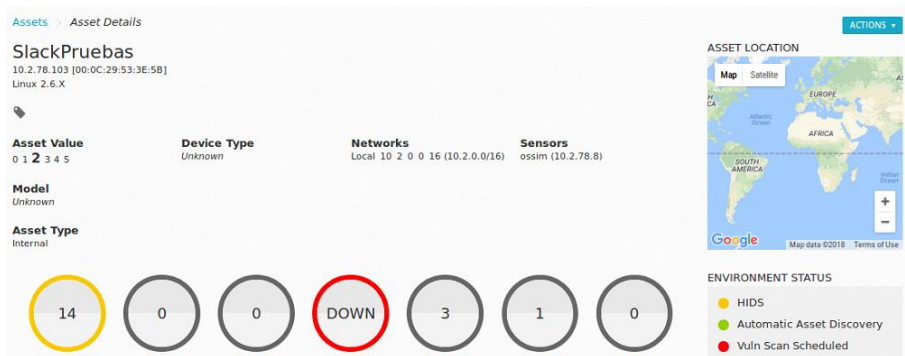 Assets > Asset Details
ACTIONS
SlackPruebas
10.2.78.103 [00:0C:29:53:3E:5B]
Linux 2.6.X
Asset Value
0 1 2 3 4 5
Device Type
Unknown
Networks
Local 10 2 0 0 16 (10.2.0.0/16)
Sensors
ossim (10.2.78.8)
Model
Unknown
Asset Type
Internal
14
0
0
DOWN
3
1
0
ASSET LOCATION
Map Satellite
EUROPE
Atlantic
Ocean
AFRICA
SOUTH
AMERICA
Indian
Ocean
+
−
Google
Map data ©2018 Terms of Use
ENVIRONMENT STATUS
HIDS
Automatic Asset Discovery
Vuln Scan Scheduled